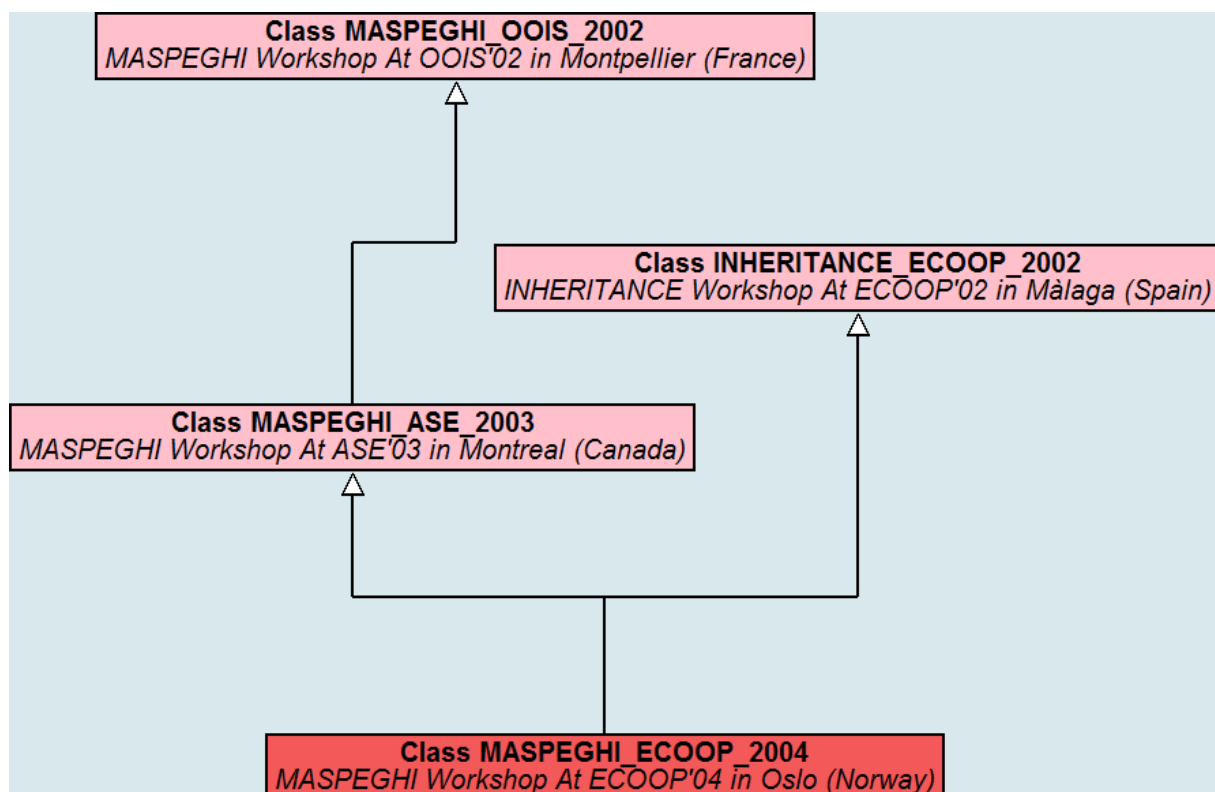 Class MASPEGHI_OOIS_2002
MASPEGHI Workshop At OOIS'02 in Montpellier (France)
Class INHERITANCE_ECOOP_2002
INHERITANCE Workshop At ECOOP'02 in Màlaga (Spain)
Class MASPEGHI_ASE_2003
MASPEGHI Workshop At ASE'03 in Montreal (Canada)
Class MASPEGHI_ECOOP_2004
MASPEGHI Workshop At ECOOP'04 in Oslo (Norway)